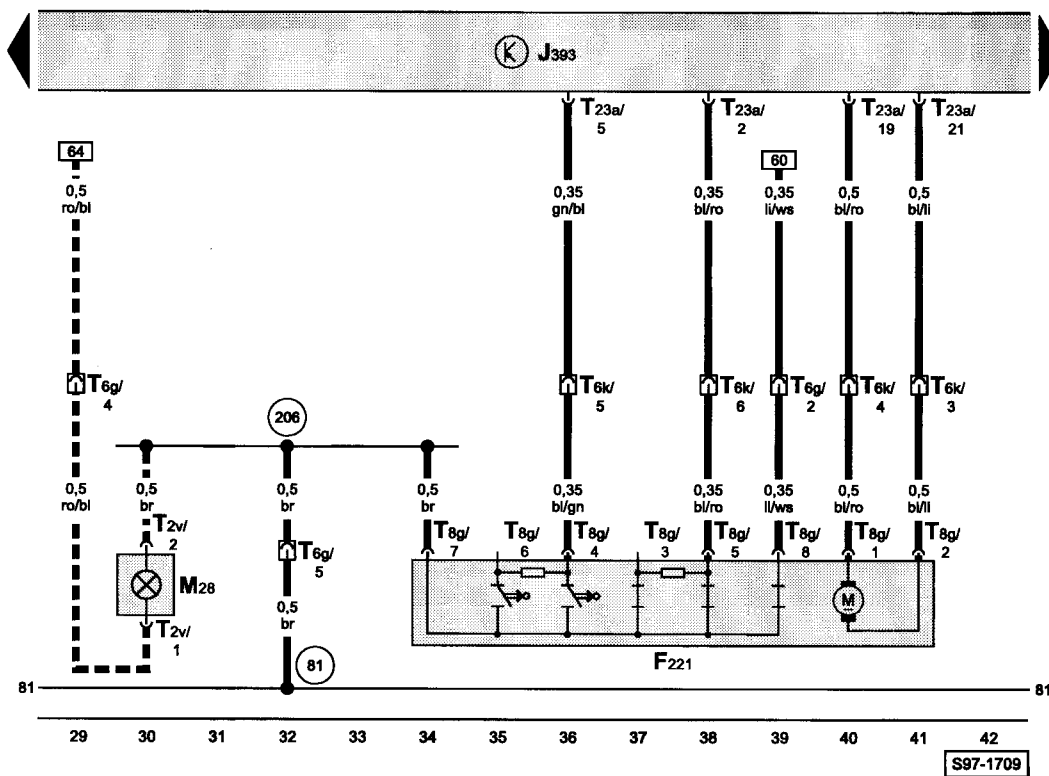 K J393
T23a/ 5
T23a/ 2
T23a/ 19
T23a/ 21
64
60
0,5 ro/bl
0,35 gn/bl
0,35 bl/ro
0,35 li/ws
0,5 bl/ro
0,5 bl/li
T6g/ 4
T6k/ 5
T6k/ 6
T6g/ 2
T6k/ 4
T6k/ 3
206
0,5 ro/bl
0,5 br
0,5 br
0,5 br
0,35 bl/gn
0,35 bl/ro
0,35 li/ws
0,5 bl/ro
0,5 bl/li
T2v/ 2
T6g/ 5
T8g/ 7
T8g/ 6
T8g/ 4
T8g/ 3
T8g/ 5
T8g/ 8
T8g/ 1
T8g/ 2
M28
M
0,5 br
T2v/ 1
F221
81
81
81
29 30 31 32 33 34 35 36 37 38 39 40 41 42
S97-1709